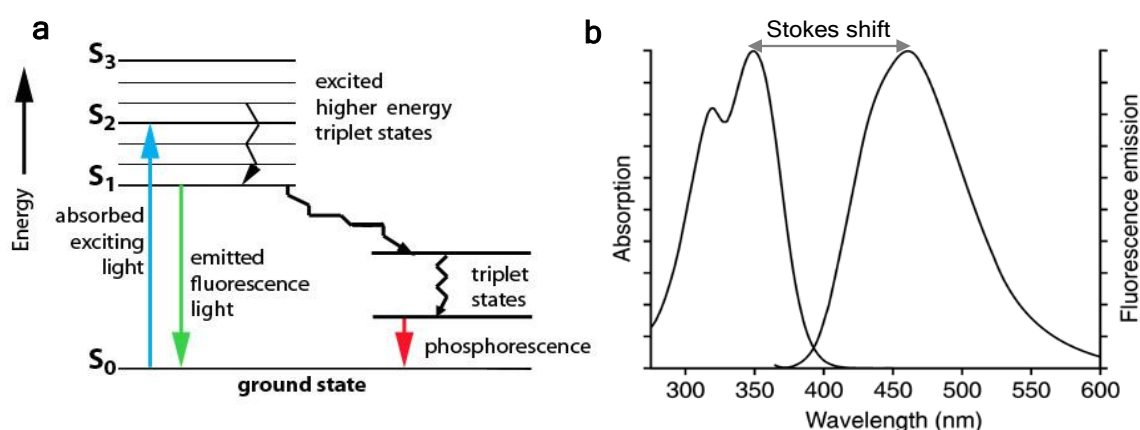 a
S3
S2
S1
S0
Energy
excited
higher energy
triplet states
absorbed
exciting
light
emitted
fluorescence
light
triplet
states
phosphorescence
ground state
b
Stokes shift
Absorption
Fluorescence emission
300 350 400 450 500 550 600
Wavelength (nm)